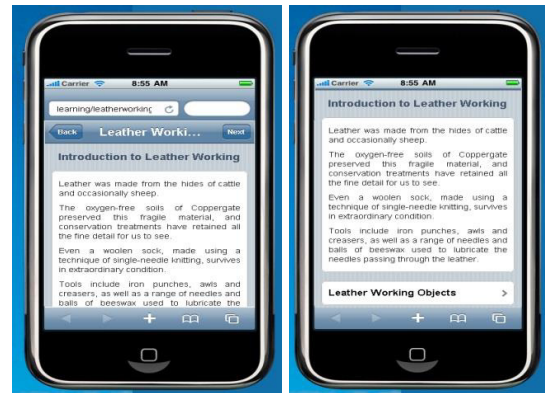 Carrier 8:55 AM
learning/leatherworking
Back Leather Worki... Next
Introduction to Leather Working
Leather was made from the hides of cattle
and occasionally sheep.
The oxygen-free soils of Coppergate
preserved this fragile material, and
conservation treatments have retained all
the fine detail for us to see.
Even a woolen sock, made using a
technique of single-needle knitting, survives
in extraordinary condition.
Tools include iron punches, awls and
creasers, as well as a range of needles and
balls of beeswax used to lubricate the
Carrier 8:55 AM
Introduction to Leather Working
Leather was made from the hides of cattle
and occasionally sheep.
The oxygen-free soils of Coppergate
preserved this fragile material, and
conservation treatments have retained all
the fine detail for us to see.
Even a woolen sock, made using a
technique of single-needle knitting, survives
in extraordinary condition.
Tools include iron punches, awls and
creasers, as well as a range of needles and
balls of beeswax used to lubricate the
needles passing through the leather.
Leather Working Objects